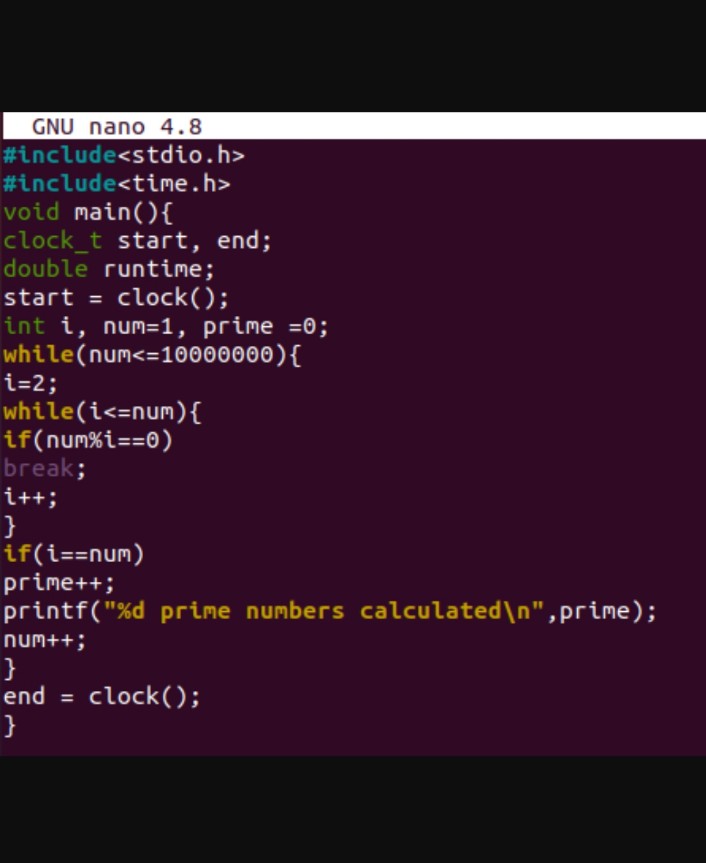 GNU nano 4.8
#include<stdio.h>
#include<time.h>
void main(){
clock_t start, end;
double runtime;
start = clock();
int i, num=1, prime =0;
while(num<=10000000){
i=2;
while(i<=num){
if(num%i==0)
break;
i++;
}
if(i==num)
prime++;
printf("%d prime numbers calculated\n",prime);
num++;
}
end = clock();
}